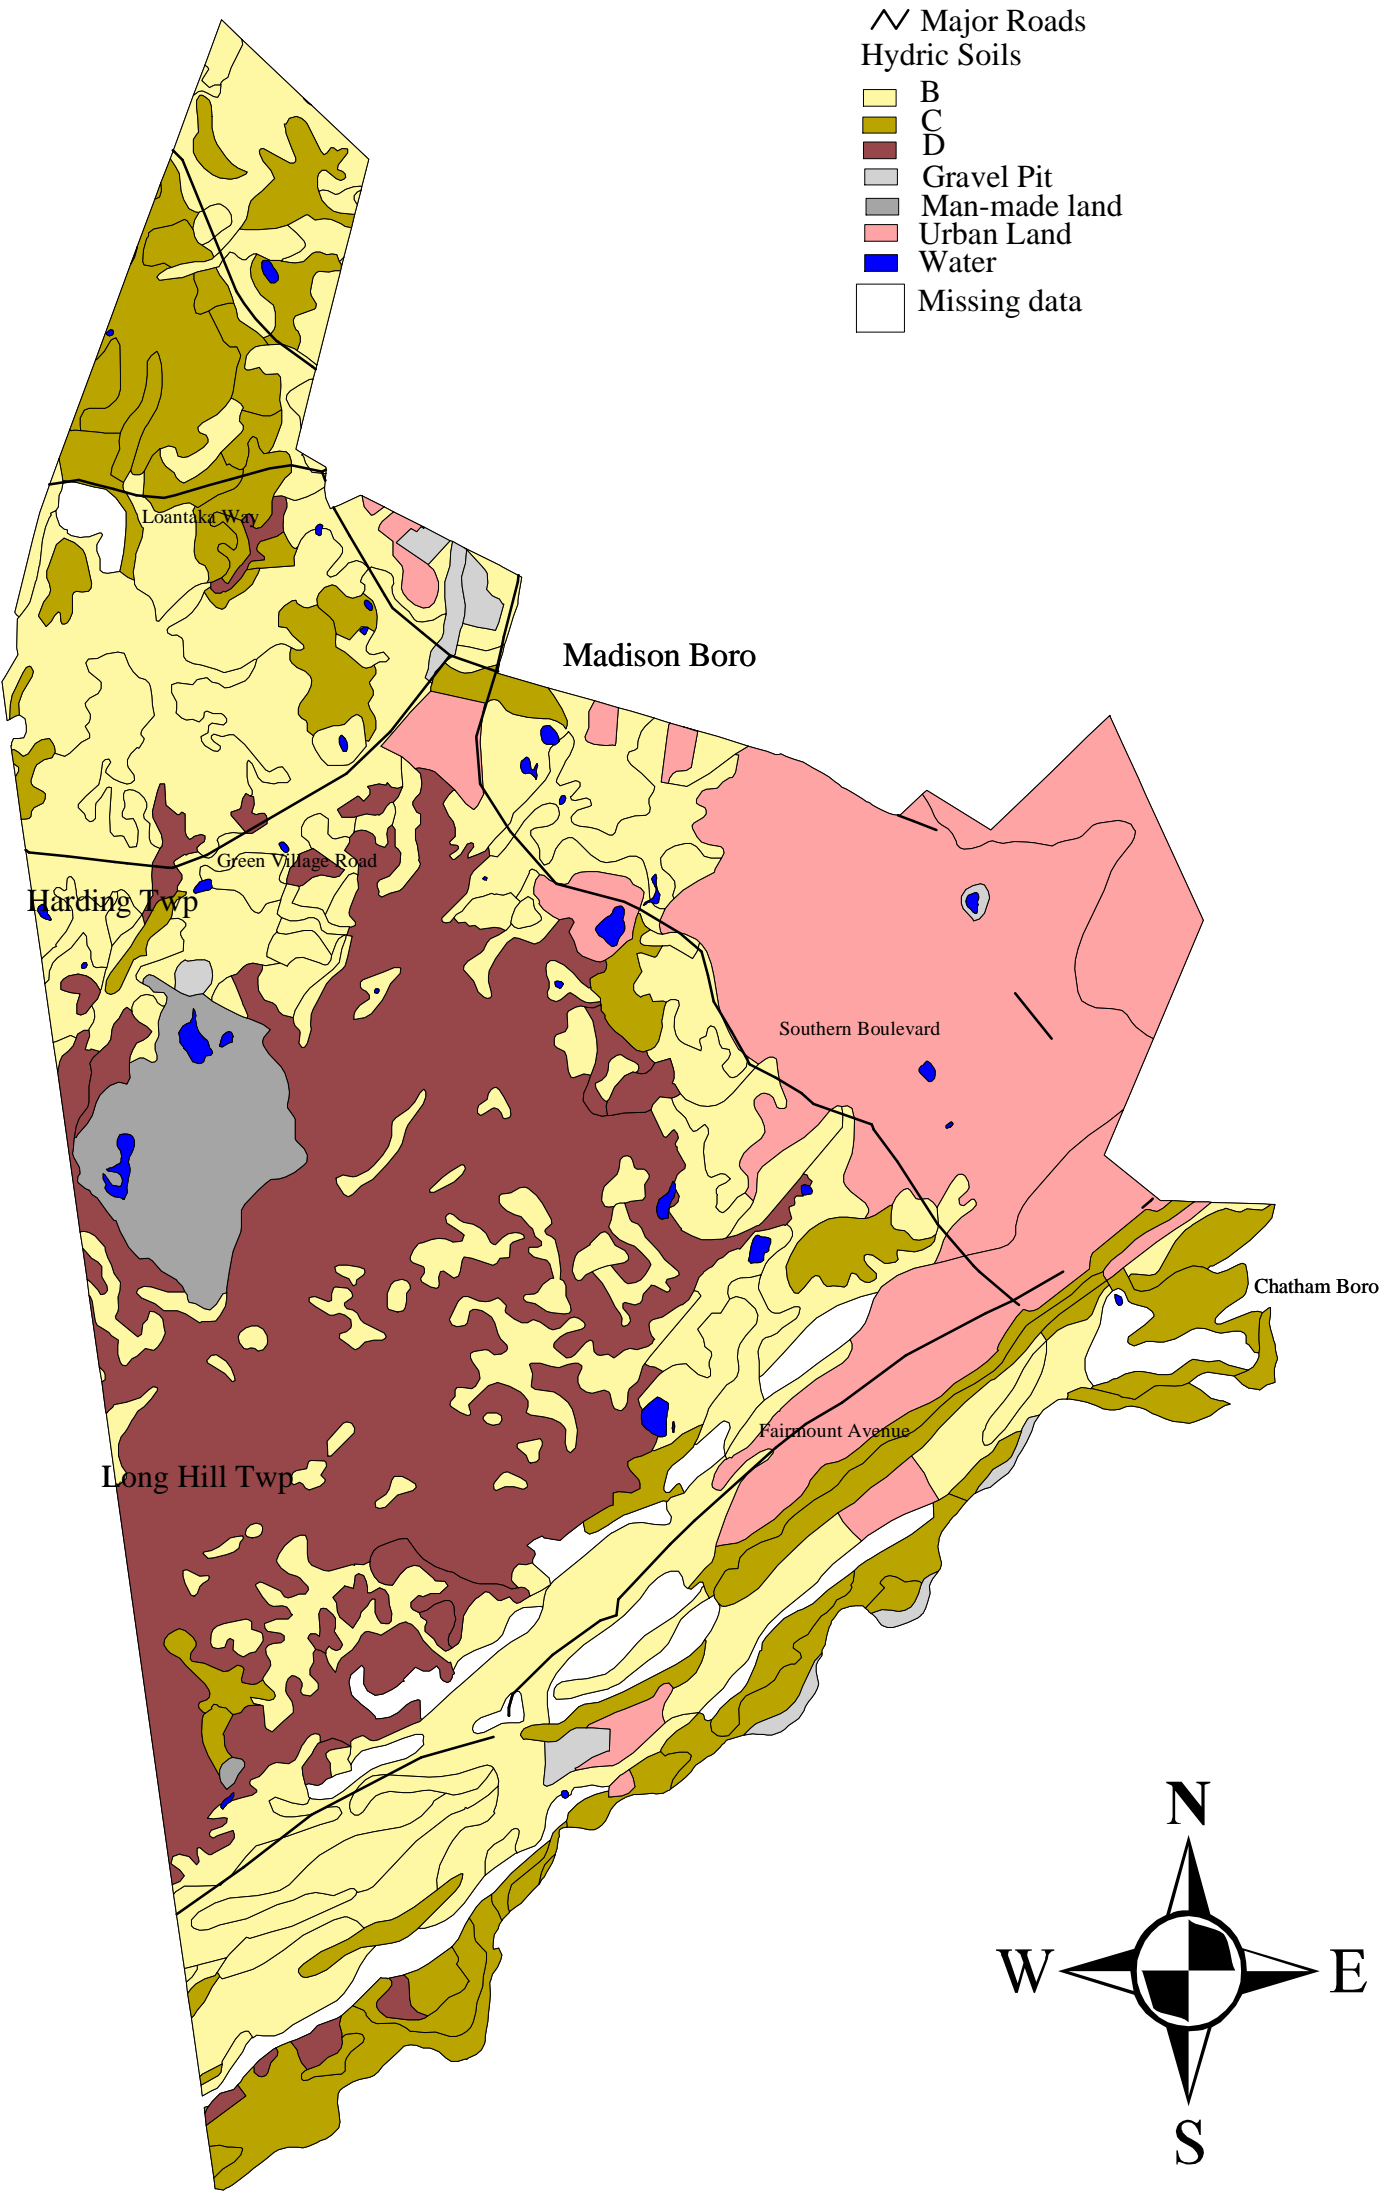 Major Roads
Hydric Soils
B
C
D
Gravel Pit
Man-made land
Urban Land
Water
Missing data
Loantaka Way
Madison Boro
Green Village Road
Harding Twp
Southern Boulevard
Chatham Boro
Fairmount Avenue
Long Hill Twp
N
W E
S